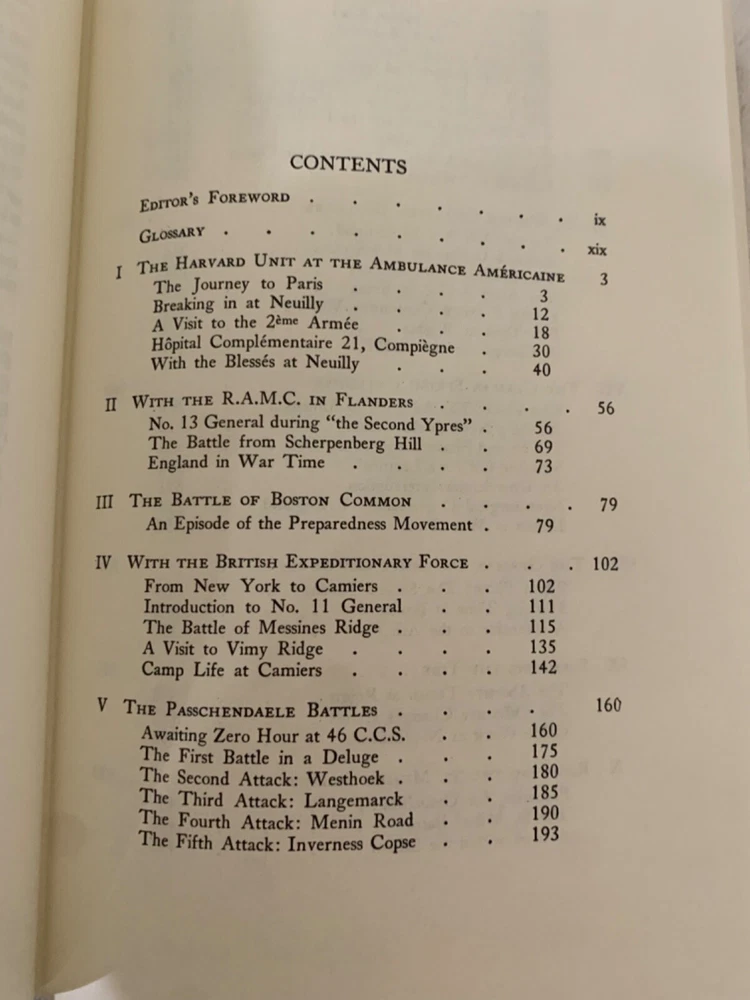 CONTENTS
EDITOR'S FOREWORD . . . . . . . ix
GLOSSARY . . . . . . . . . xix
I THE HARVARD UNIT AT THE AMBULANCE AMÉRICAINE 3
The Journey to Paris . . . . 3
Breaking in at Neuilly . . . . 12
A Visit to the 2ème Armée . . . 18
Hôpital Complémentaire 21, Compiègne . 30
With the Blessés at Neuilly . . . 40
II WITH THE R.A.M.C. IN FLANDERS . . . . 56
No. 13 General during "the Second Ypres" . 56
The Battle from Scherpenberg Hill . . 69
England in War Time . . . . 73
III THE BATTLE OF BOSTON COMMON . . . . 79
An Episode of the Preparedness Movement . 79
IV WITH THE BRITISH EXPEDITIONARY FORCE . . . 102
From New York to Camiers . . . 102
Introduction to No. 11 General . . 111
The Battle of Messines Ridge . . . 115
A Visit to Vimy Ridge . . . . 135
Camp Life at Camiers . . . . 142
V THE PASSCHENDAELE BATTLES . . . . 160
Awaiting Zero Hour at 46 C.C.S. . . 160
The First Battle in a Deluge . . . 175
The Second Attack: Westhoek . . . 180
The Third Attack: Langemarck . . 185
The Fourth Attack: Menin Road . . 190
The Fifth Attack: Inverness Copse . . 193